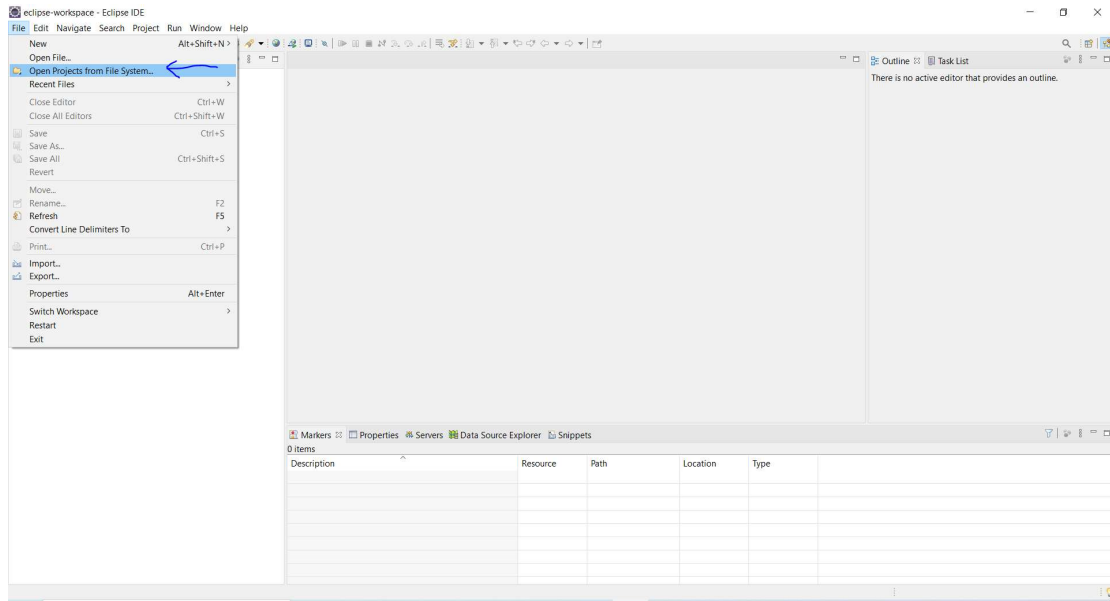 eclipse-workspace - Eclipse IDE
File Edit Navigate Search Project Run Window Help
New Alt+Shift+N >
Open File...
Open Projects from File System...
Recent Files >
Close Editor Ctrl+W
Close All Editors Ctrl+Shift+W
Save Ctrl+S
Save As...
Save All Ctrl+Shift+S
Revert
Move...
Rename... F2
Refresh F5
Convert Line Delimiters To >
Print... Ctrl+P
Import...
Export...
Properties Alt+Enter
Switch Workspace >
Restart
Exit
Outline Task List
There is no active editor that provides an outline.
Markers Properties Servers Data Source Explorer Snippets
0 items
Description Resource Path Location Type